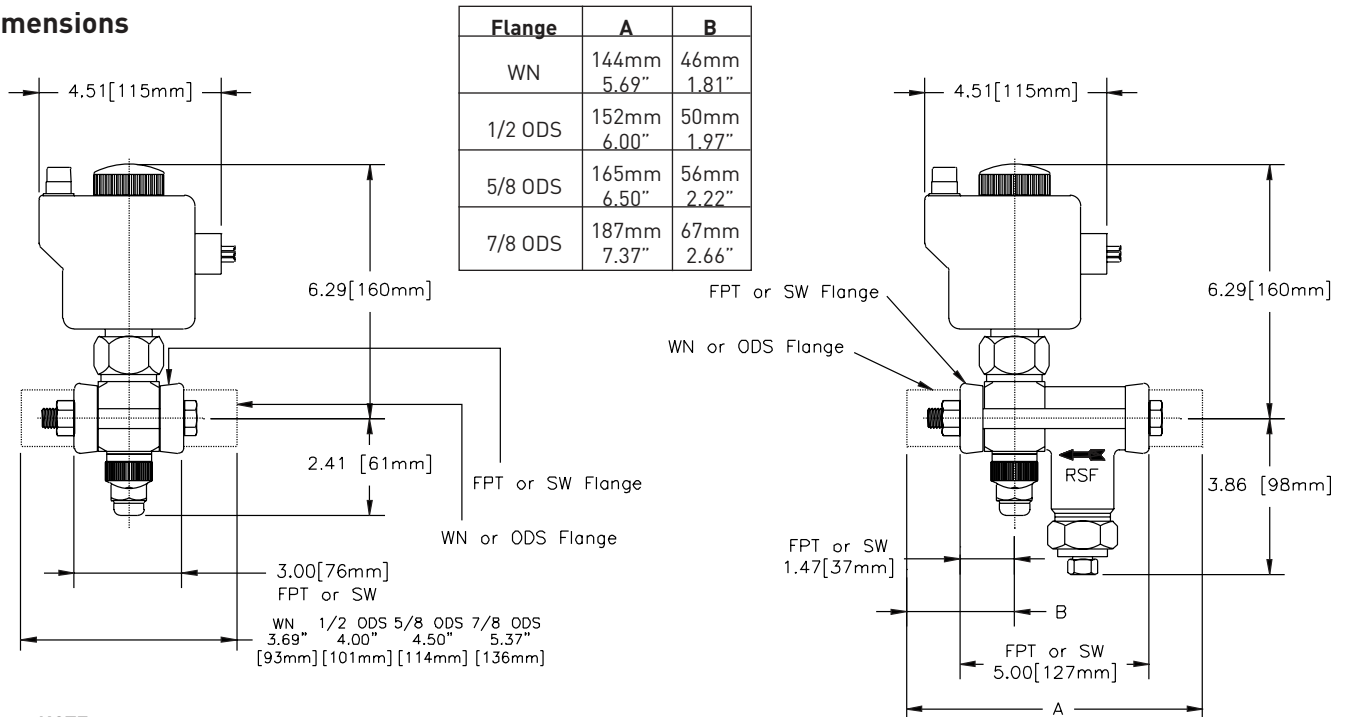 mensions
Flange A B
WN 144mm 46mm
5.69” 1.81”
1/2 ODS 152mm 50mm
6.00” 1.97”
5/8 ODS 165mm 56mm
6.50” 2.22”
7/8 ODS 187mm 67mm
7.37” 2.66”
4.51[115mm]
6.29[160mm]
2.41 [61mm]
FPT or SW Flange
WN or ODS Flange
3.00[76mm]
FPT or SW
WN 1/2 ODS 5/8 ODS 7/8 ODS
3.69" 4.00" 4.50" 5.37"
[93mm] [101mm] [114mm] [136mm]
4.51[115mm]
6.29[160mm]
FPT or SW Flange
WN or ODS Flange
RSF
3.86 [98mm]
FPT or SW
1.47[37mm]
B
FPT or SW
5.00[127mm]
A